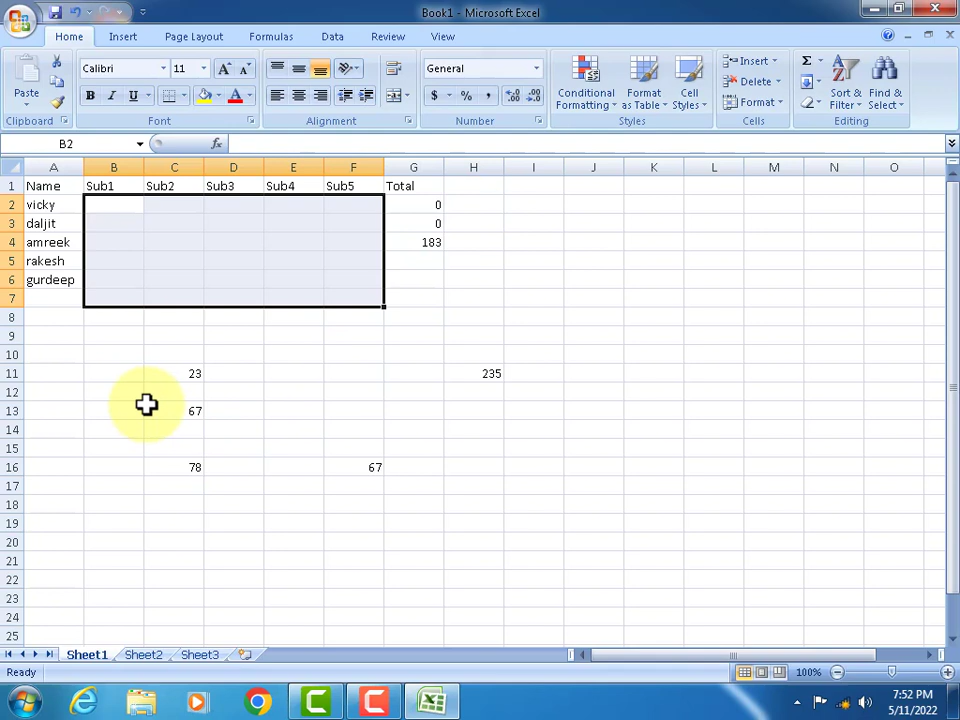 Book1 - Microsoft Excel
Home Insert Page Layout Formulas Data Review View
Paste
Clipboard
Calibri 11
B I U
Font
Alignment
General
$ % ,
Number
Conditional Formatting
Format as Table
Cell Styles
Styles
Insert
Delete
Format
Cells
Σ
Sort & Filter
Find & Select
Editing
B2 fx
A B C D E F G H I J K L M N O
1 Name Sub1 Sub2 Sub3 Sub4 Sub5 Total
2 vicky 0
3 daljit 0
4 amreek 183
5 rakesh
6 gurdeep
7
8
9
10
11 23 235
12
13 67
14
15
16 78 67
17
18
19
20
21
22
23
24
25
Sheet1 Sheet2 Sheet3
Ready 100%
7:52 PM
5/11/2022